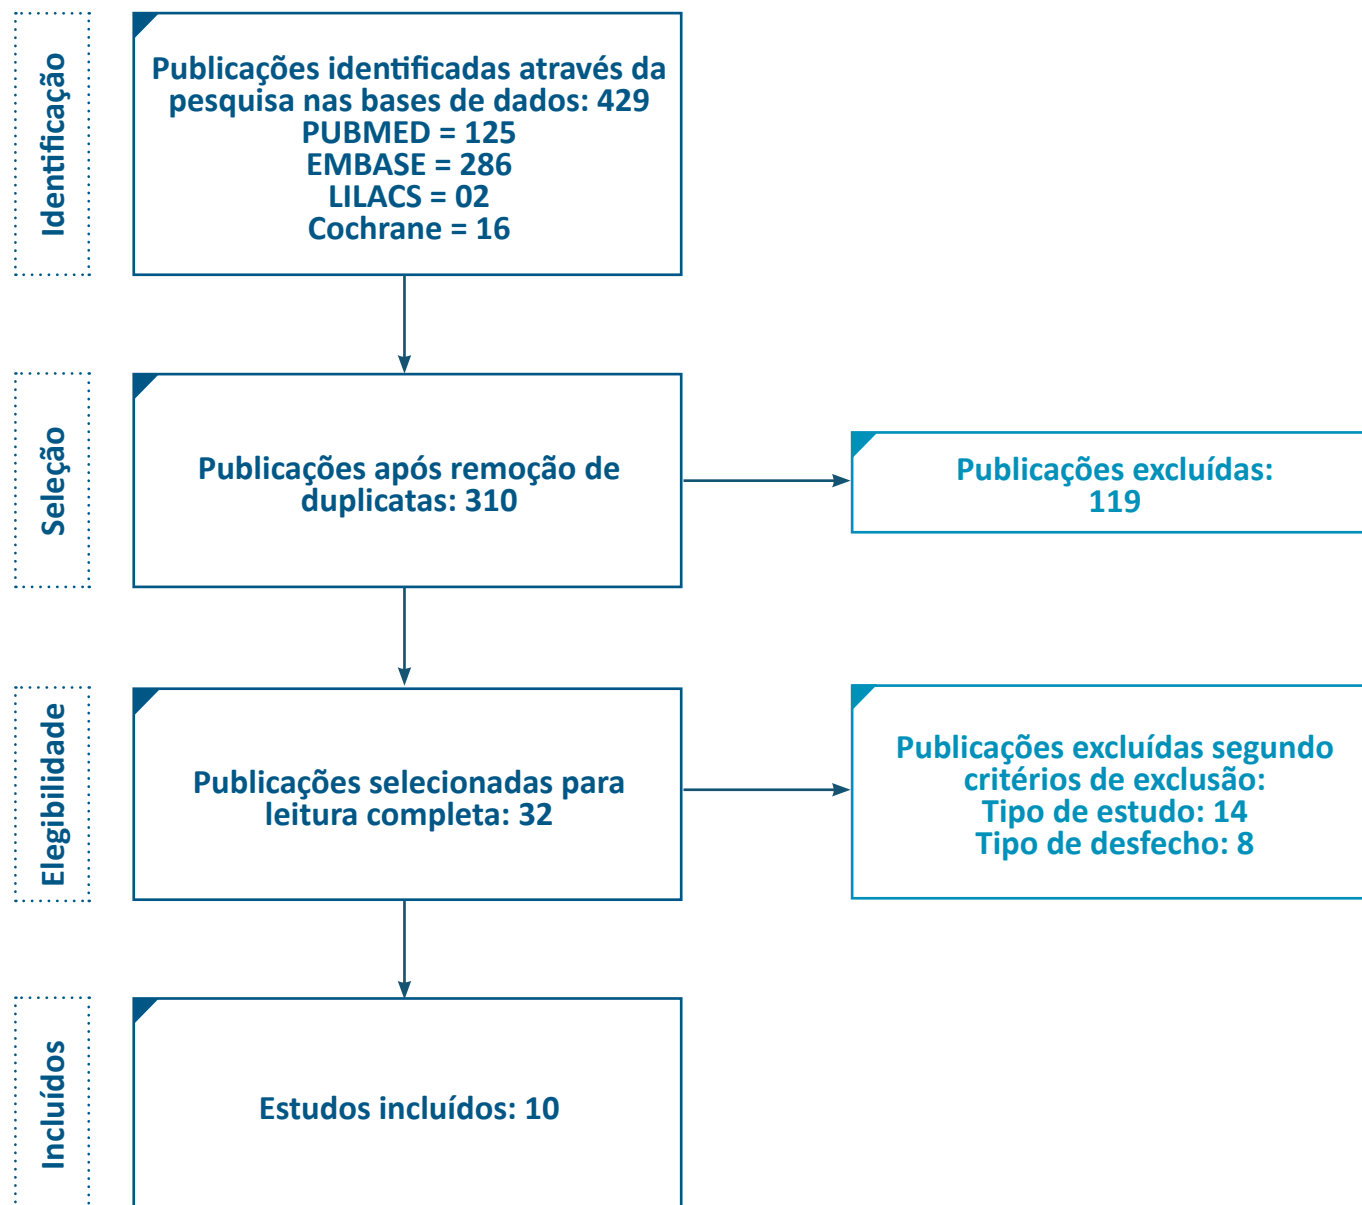 Identificação
Publicações identificadas através da
pesquisa nas bases de dados: 429
PUBMED = 125
EMBASE = 286
LILACS = 02
Cochrane = 16
Seleção
Publicações após remoção de
duplicatas: 310
Publicações excluídas:
119
Elegibilidade
Publicações selecionadas para
leitura completa: 32
Publicações excluídas segundo
critérios de exclusão:
Tipo de estudo: 14
Tipo de desfecho: 8
Incluídos
Estudos incluídos: 10